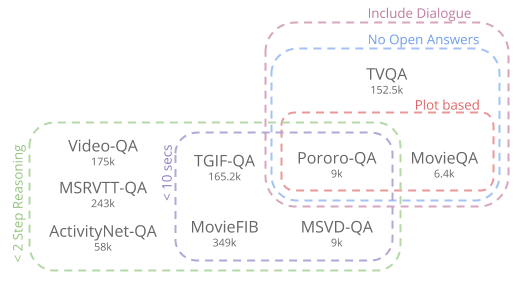 Include Dialogue
No Open Answers
TVQA
152.5k
Plot based
Video-QA
175k
MSRVTT-QA
243k
ActivityNet-QA
58k
< 2 Step Reasoning
< 10 secs
TGIF-QA
165.2k
Pororo-QA
9k
MovieQA
6.4k
MovieFIB
349k
MSVD-QA
9k